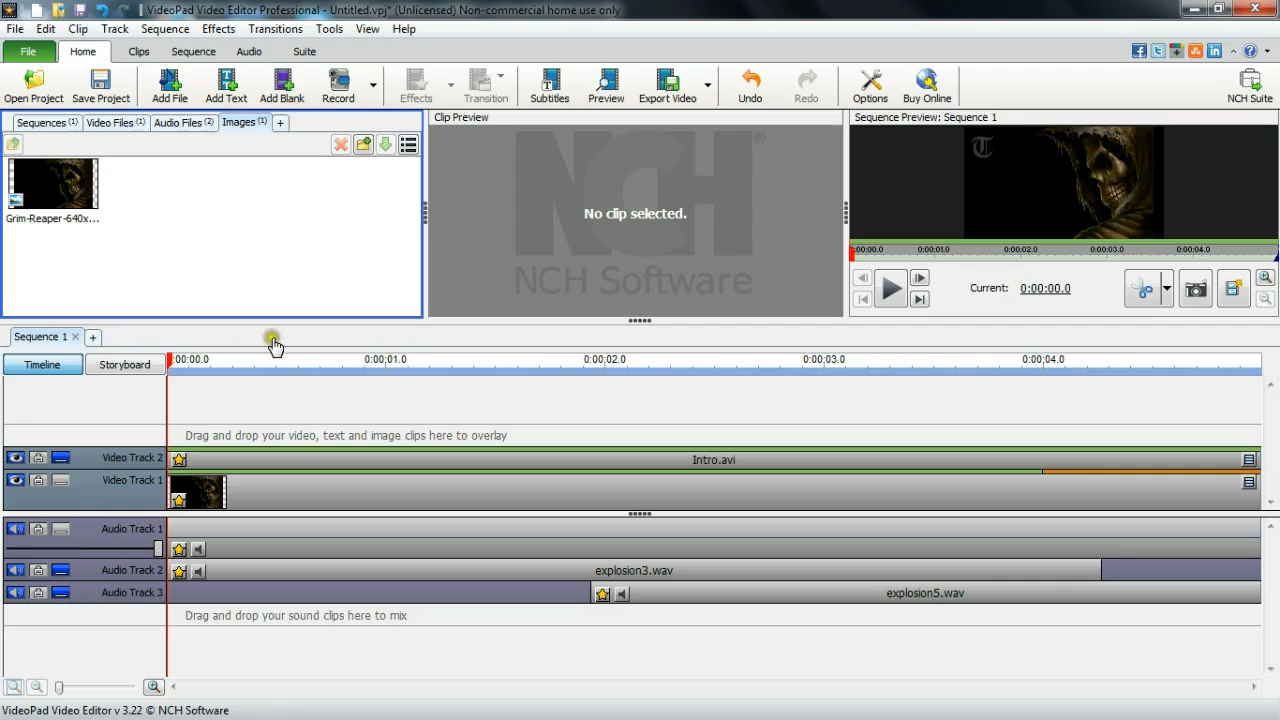 VideoPad Video Editor Professional - Untitled.vpj* (Unlicensed) Non-commercial home use only
File Edit Clip Track Sequence Effects Transitions Tools View Help
File Home Clips Sequence Audio Suite
Open Project Save Project Add File Add Text Add Blank Record Effects Transition Subtitles Preview Export Video Undo Redo Options Buy Online NCH Suite
Sequences (1) Video Files (1) Audio Files (2) Images (1) +
Clip Preview
Sequence Preview: Sequence 1
Grim-Reaper-640x...
NCH
®
No clip selected.
NCH Software
T
0:00:00.0 0:00:01.0 0:00:02.0 0:00:03.0 0:00:04.0
Current: 0:00:00.0
Sequence 1 × +
Timeline Storyboard
0:00:00.0 0:00:01.0 0:00:02.0 0:00:03.0 0:00:04.0
Drag and drop your video, text and image clips here to overlay
Video Track 2 Intro.avi
Video Track 1
Audio Track 1
Audio Track 2 explosion3.wav
Audio Track 3 explosion5.wav
Drag and drop your sound clips here to mix
VideoPad Video Editor v 3.22 © NCH Software